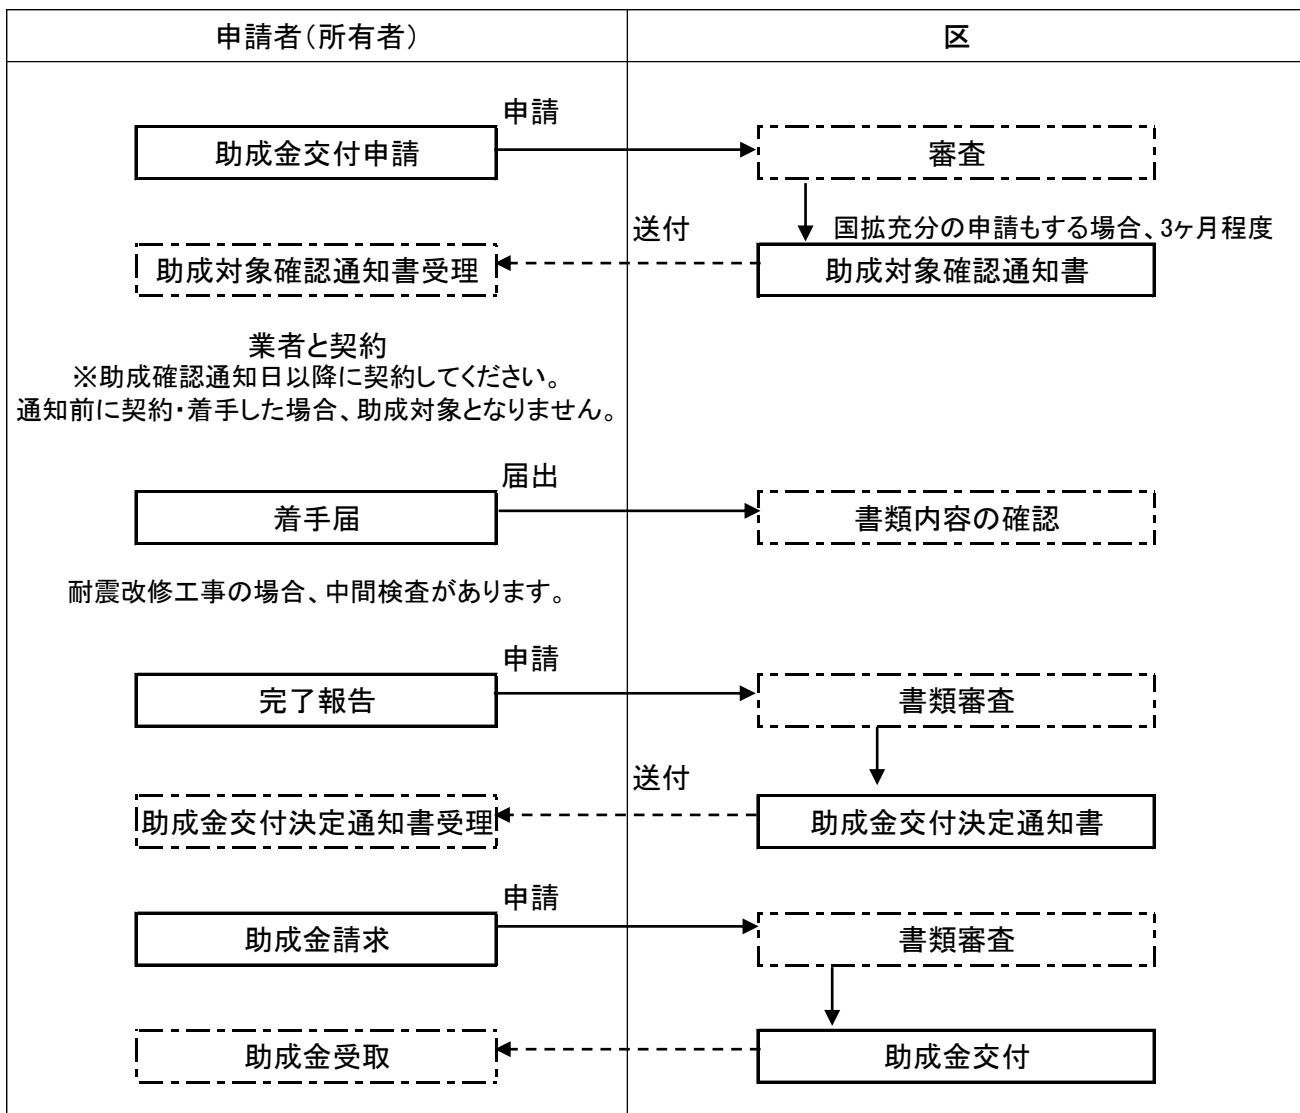 申請者（所有者）
区
申請
助成金交付申請
審査
送付
国拡充分の申請もする場合、3ヶ月程度
助成対象確認通知書受理
助成対象確認通知書
業者と契約
※助成確認通知日以降に契約してください。
通知前に契約・着手した場合、助成対象となりません。
届出
着手届
書類内容の確認
耐震改修工事の場合、中間検査があります。
申請
完了報告
書類審査
送付
助成金交付決定通知書受理
助成金交付決定通知書
申請
助成金請求
書類審査
助成金受取
助成金交付